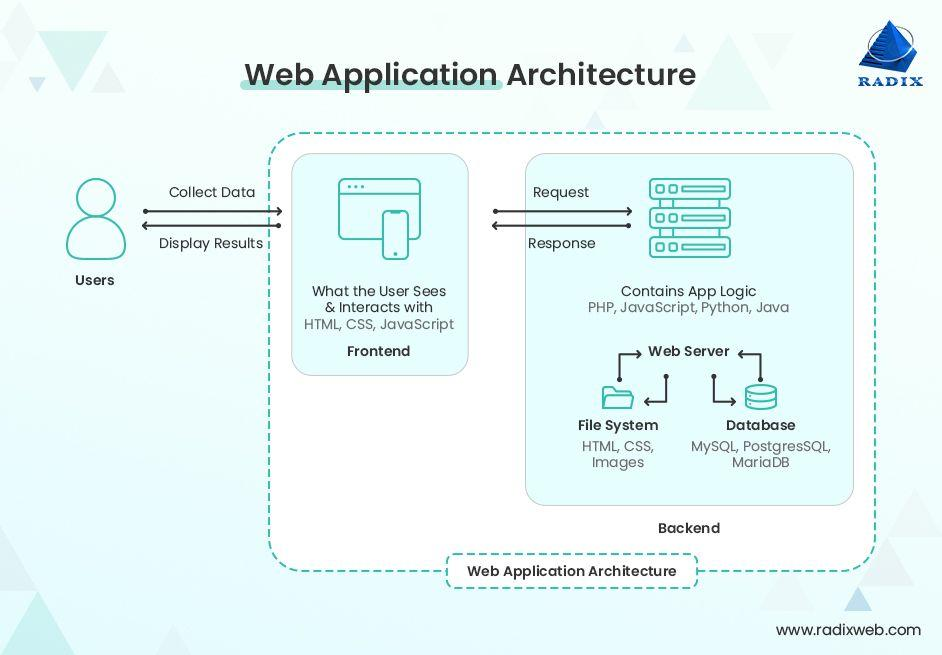 Web Application Architecture
RADIX
Collect Data
Display Results
Users
What the User Sees
& Interacts with
HTML, CSS, JavaScript
Frontend
Request
Response
Contains App Logic
PHP, JavaScript, Python, Java
Web Server
File System
HTML, CSS,
Images
Database
MySQL, PostgresSQL,
MariaDB
Backend
Web Application Architecture
www.radixweb.com